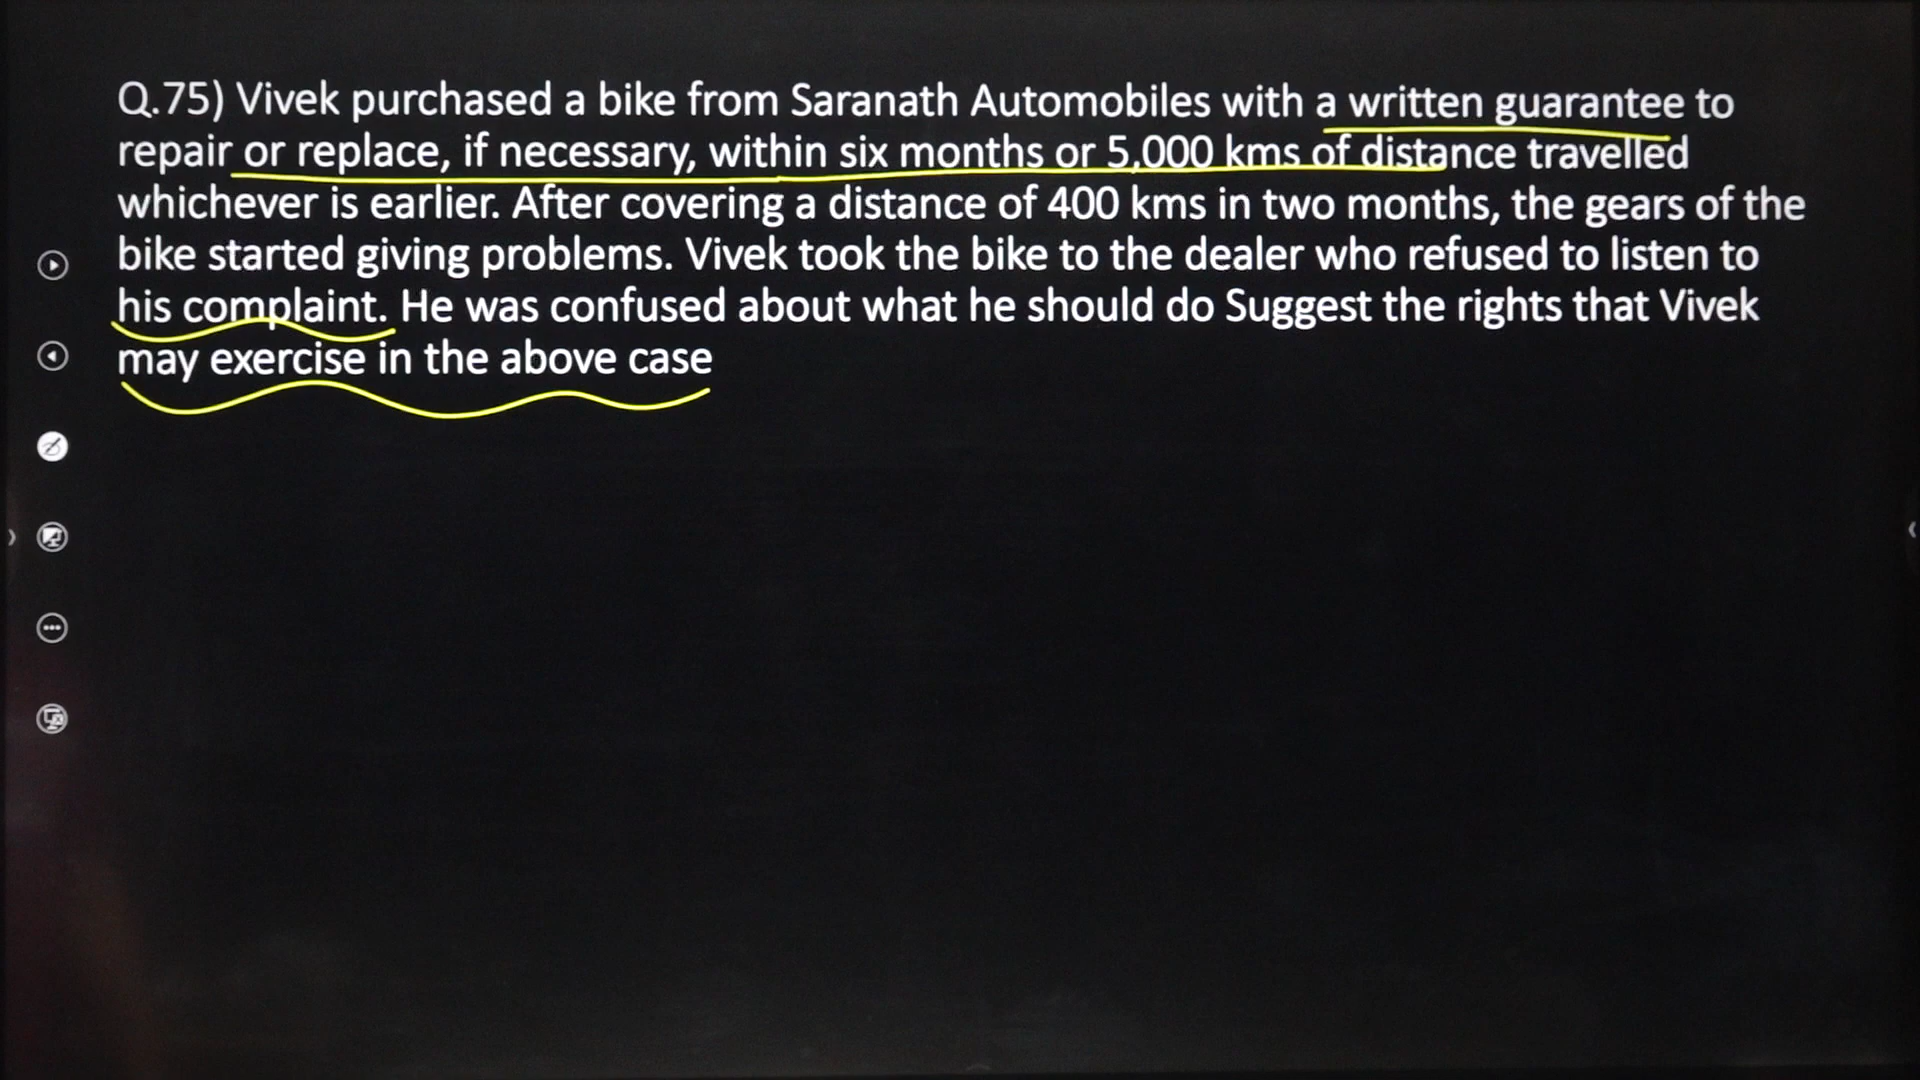 Q.75) Vivek purchased a bike from Saranath Automobiles with a written guarantee to
repair or replace, if necessary, within six months or 5,000 kms of distance travelled
whichever is earlier. After covering a distance of 400 kms in two months, the gears of the
bike started giving problems. Vivek took the bike to the dealer who refused to listen to
his complaint. He was confused about what he should do Suggest the rights that Vivek
may exercise in the above case